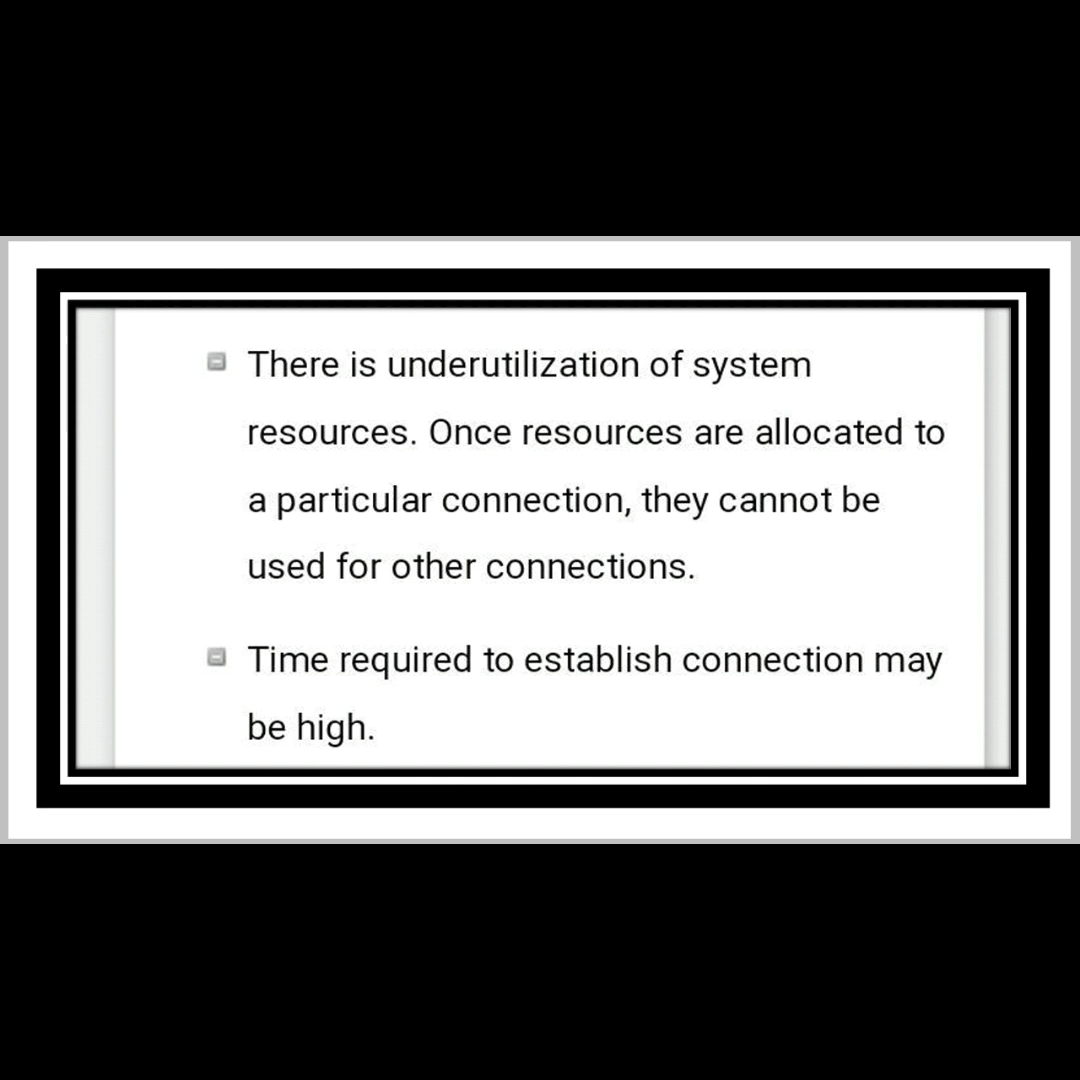 There is underutilization of system
resources. Once resources are allocated to
a particular connection, they cannot be
used for other connections.
Time required to establish connection may
be high.